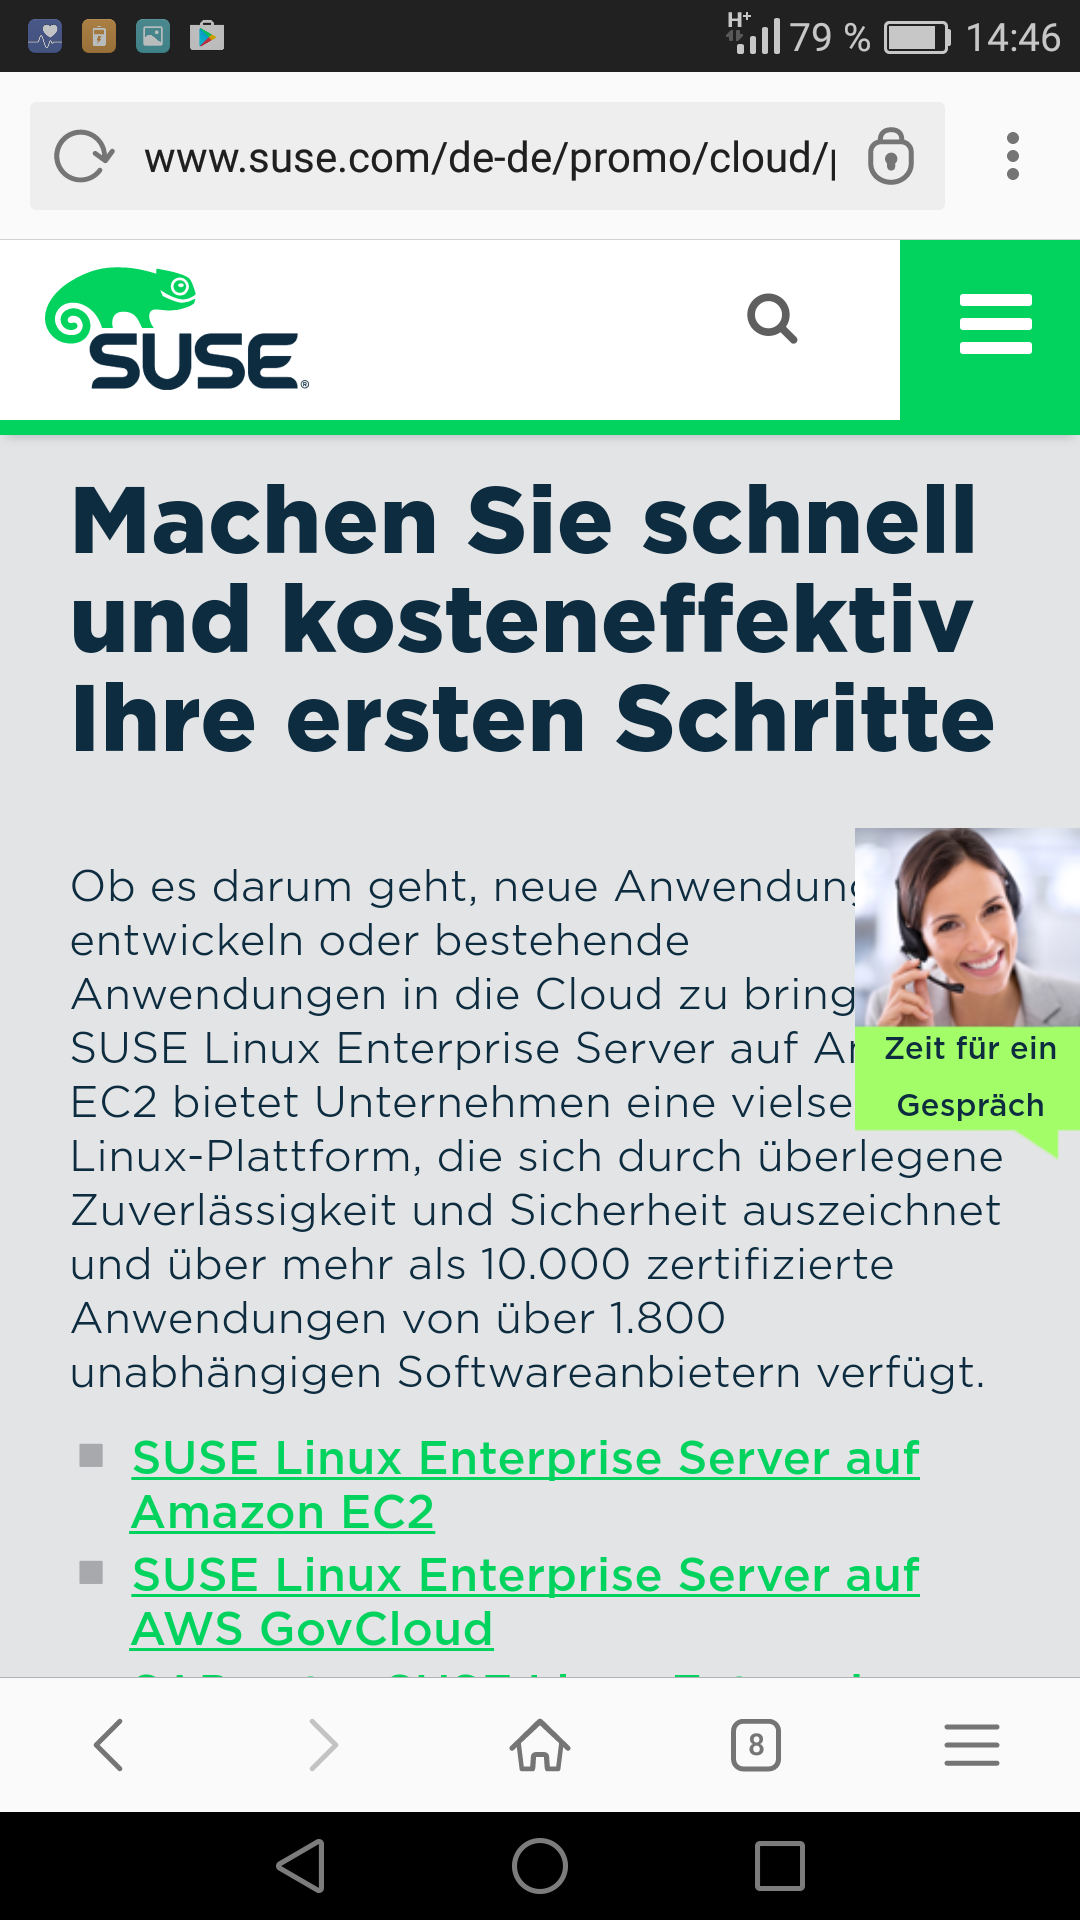 H+
79 % 14:46
www.suse.com/de-de/promo/cloud/
SUSE®
Machen Sie schnell
und kosteneffektiv
Ihre ersten Schritte
Ob es darum geht, neue
entwickeln oder bestehende
Anwendungen in die Cloud zu
SUSE Linux Enterprise Server auf
EC2 bietet Unternehmen eine
Linux-Plattform, die sich durch überlegene
Zuverlässigkeit und Sicherheit auszeichnet
und über mehr als 10.000 zertifizierte
Anwendungen von über 1.800
unabhängigen Softwareanbietern verfügt.
Zeit für ein
Gespräch
SUSE Linux Enterprise Server auf
Amazon EC2
SUSE Linux Enterprise Server auf
AWS GovCloud
8